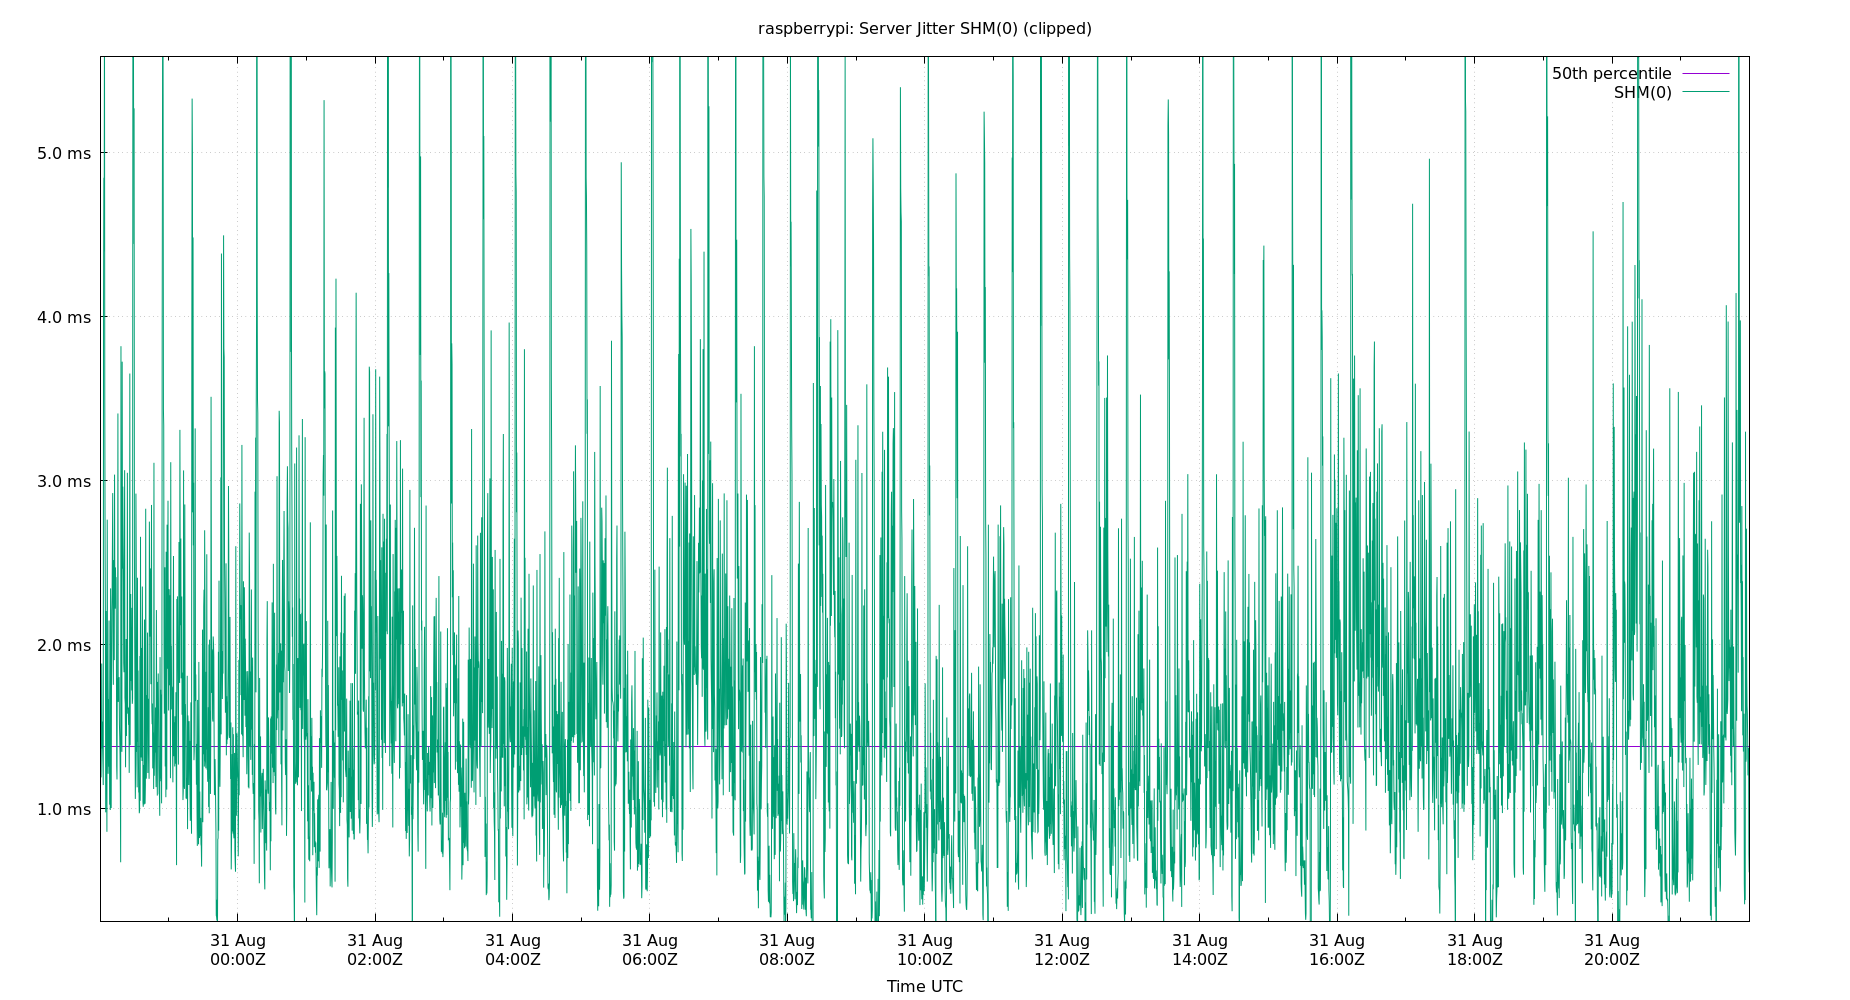 raspberrypi: Server Jitter SHM(0) (clipped)
50th percentile
SHM(0)
5.0 ms
4.0 ms
3.0 ms
2.0 ms
1.0 ms
31 Aug 31 Aug 31 Aug 31 Aug 31 Aug 31 Aug 31 Aug 31 Aug 31 Aug 31 Aug 31 Aug
00:00Z 02:00Z 04:00Z 06:00Z 08:00Z 10:00Z 12:00Z 14:00Z 16:00Z 18:00Z 20:00Z
Time UTC